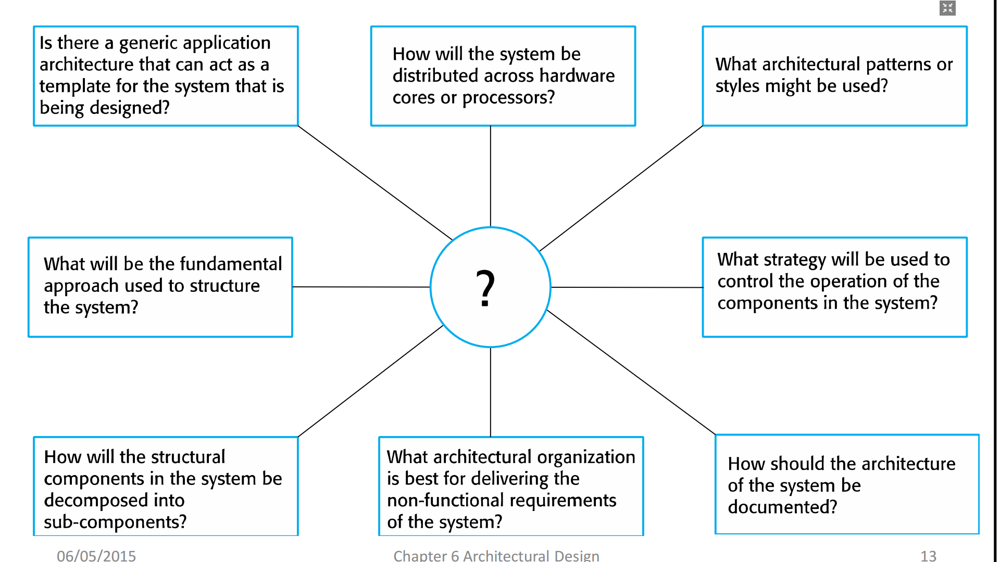 Is there a generic application
architecture that can act as a
template for the system that is
being designed?
How will the system be
distributed across hardware
cores or processors?
What architectural patterns or
styles might be used?
What will be the fundamental
approach used to structure
the system?
?
What strategy will be used to
control the operation of the
components in the system?
How will the structural
components in the system be
decomposed into
sub-components?
What architectural organization
is best for delivering the
non-functional requirements
of the system?
How should the architecture
of the system be
documented?
06/05/2015
Chapter 6 Architectural Design
13